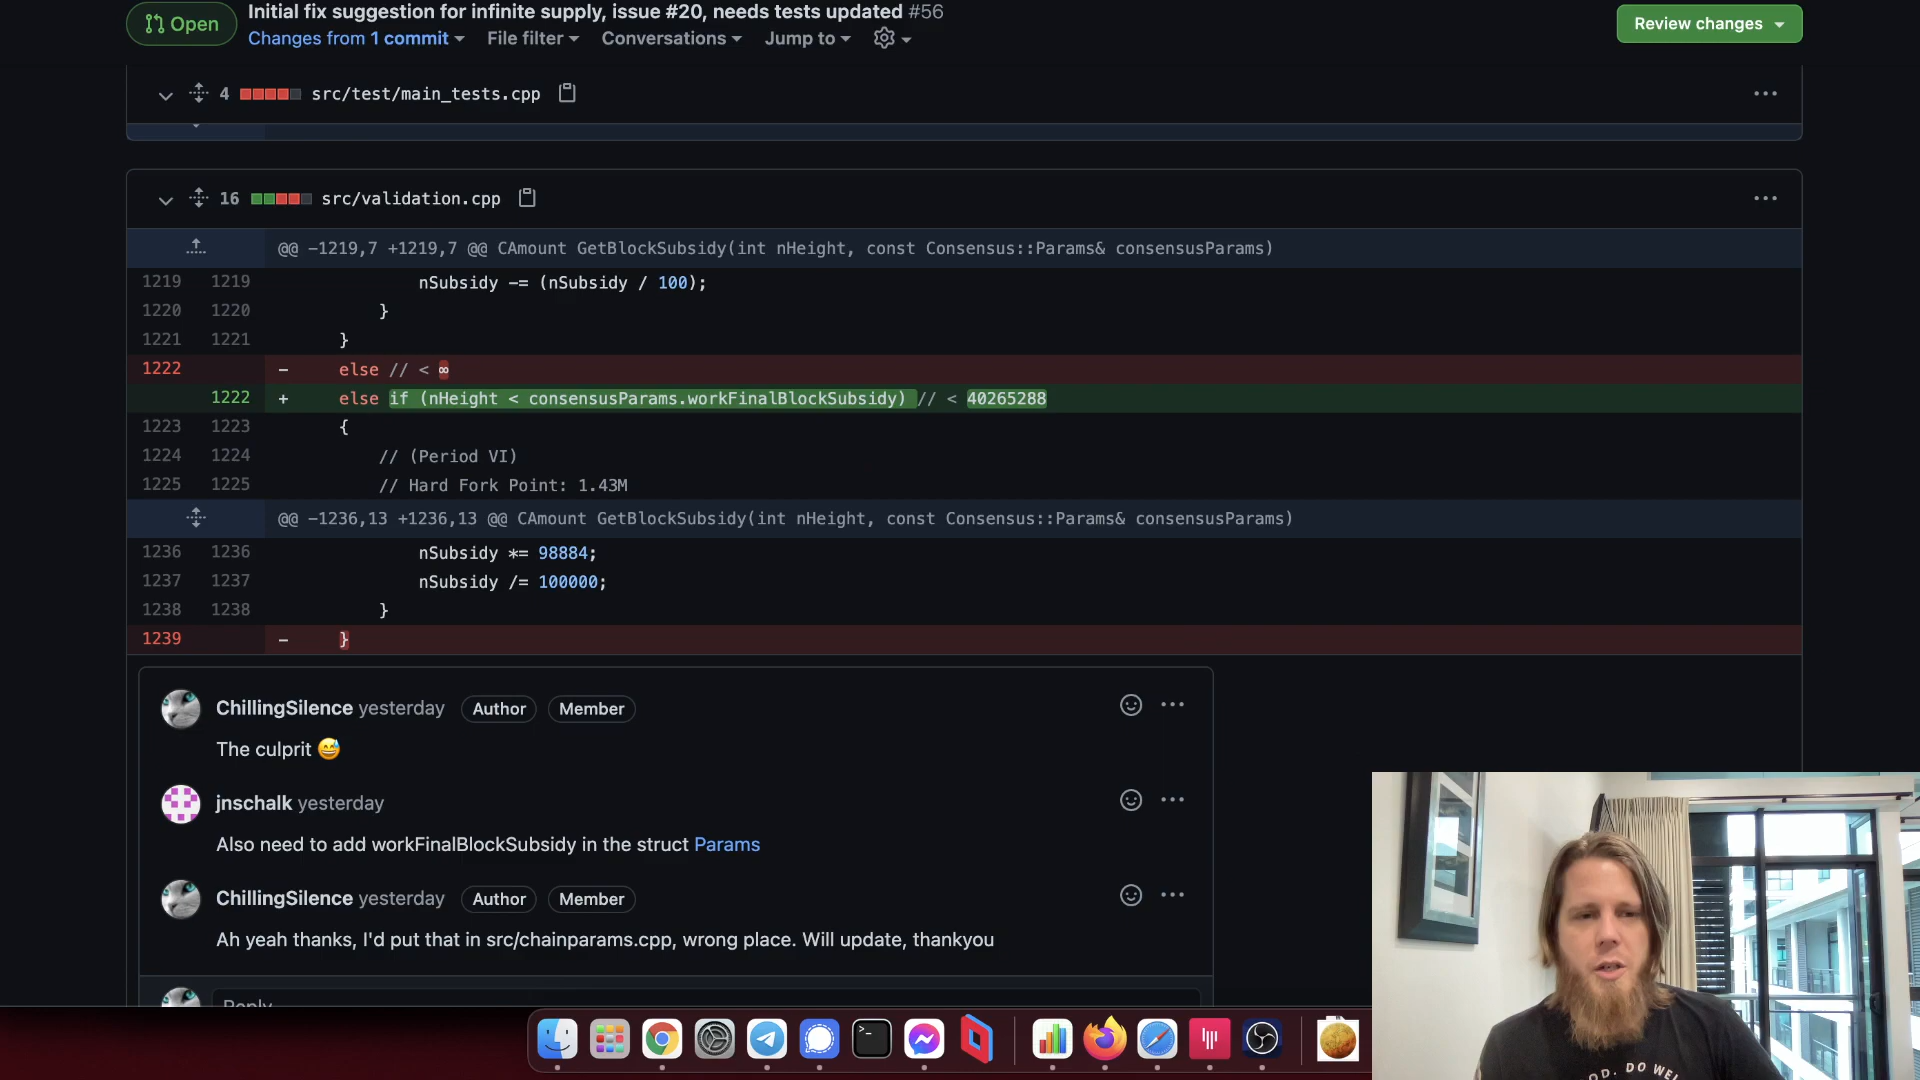 Open
Initial fix suggestion for infinite supply, issue #20, needs tests updated #56
Changes from 1 commit
File filter
Conversations
Jump to
Review changes
4
src/test/main_tests.cpp
16
src/validation.cpp
@@ -1219,7 +1219,7 @@ CAmount GetBlockSubsidy(int nHeight, const Consensus::Params& consensusParams)
1219 1219 nSubsidy -= (nSubsidy / 100);
1220 1220 }
1221 1221 }
1222 - else // < ∞
1222 + else if (nHeight < consensusParams.workFinalBlockSubsidy) // < 40265288
1223 1223 {
1224 1224 // (Period VI)
1225 1225 // Hard Fork Point: 1.43M
@@ -1236,13 +1236,13 @@ CAmount GetBlockSubsidy(int nHeight, const Consensus::Params& consensusParams)
1236 1236 nSubsidy *= 98884;
1237 1237 nSubsidy /= 100000;
1238 1238 }
1239 - }
ChillingSilence yesterday Author Member
The culprit 😅
jnschalk yesterday
Also need to add workFinalBlockSubsidy in the struct Params
ChillingSilence yesterday Author Member
Ah yeah thanks, I'd put that in src/chainparams.cpp, wrong place. Will update, thankyou
Reply